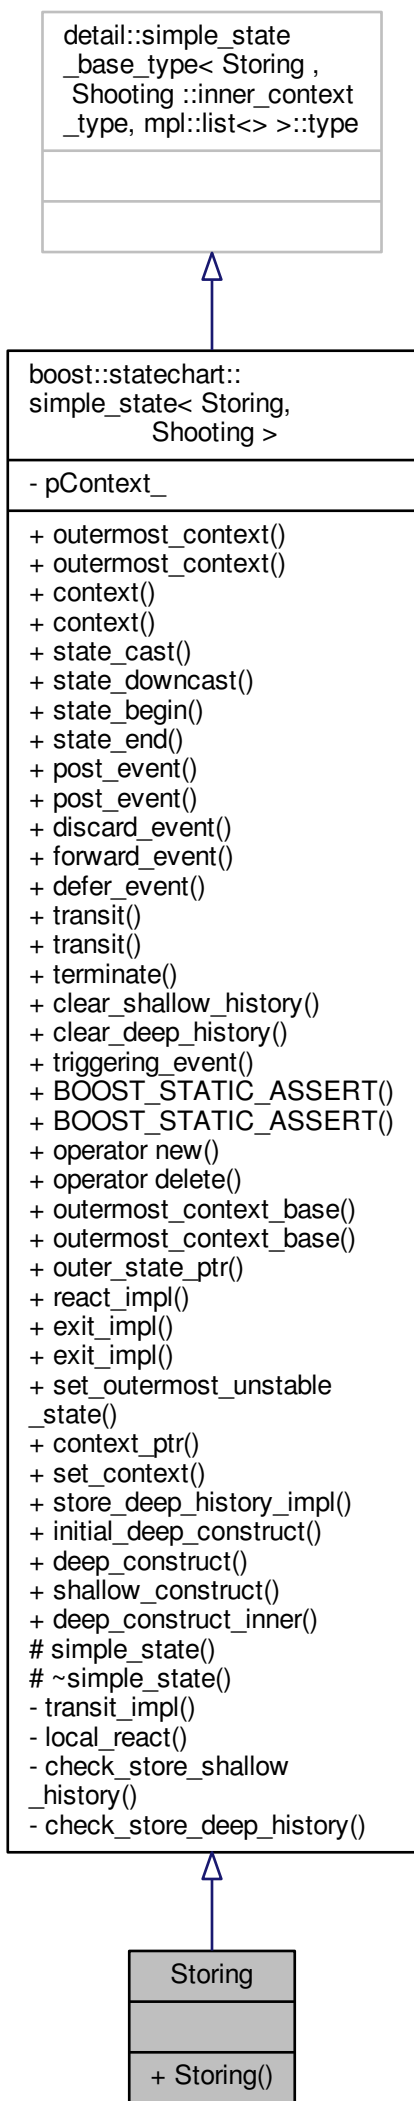 detail::simple_state
_base_type< Storing ,
Shooting ::inner_context
_type, mpl::list<> >::type
boost::statechart::
simple_state< Storing,
Shooting >
- pContext_
+ outermost_context()
+ outermost_context()
+ context()
+ context()
+ state_cast()
+ state_downcast()
+ state_begin()
+ state_end()
+ post_event()
+ post_event()
+ discard_event()
+ forward_event()
+ defer_event()
+ transit()
+ transit()
+ terminate()
+ clear_shallow_history()
+ clear_deep_history()
+ triggering_event()
+ BOOST_STATIC_ASSERT()
+ BOOST_STATIC_ASSERT()
+ operator new()
+ operator delete()
+ outermost_context_base()
+ outermost_context_base()
+ outer_state_ptr()
+ react_impl()
+ exit_impl()
+ exit_impl()
+ set_outermost_unstable
_state()
+ context_ptr()
+ set_context()
+ store_deep_history_impl()
+ initial_deep_construct()
+ deep_construct()
+ shallow_construct()
+ deep_construct_inner()
# simple_state()
# ~simple_state()
- transit_impl()
- local_react()
- check_store_shallow
_history()
- check_store_deep_history()
Storing
+ Storing()